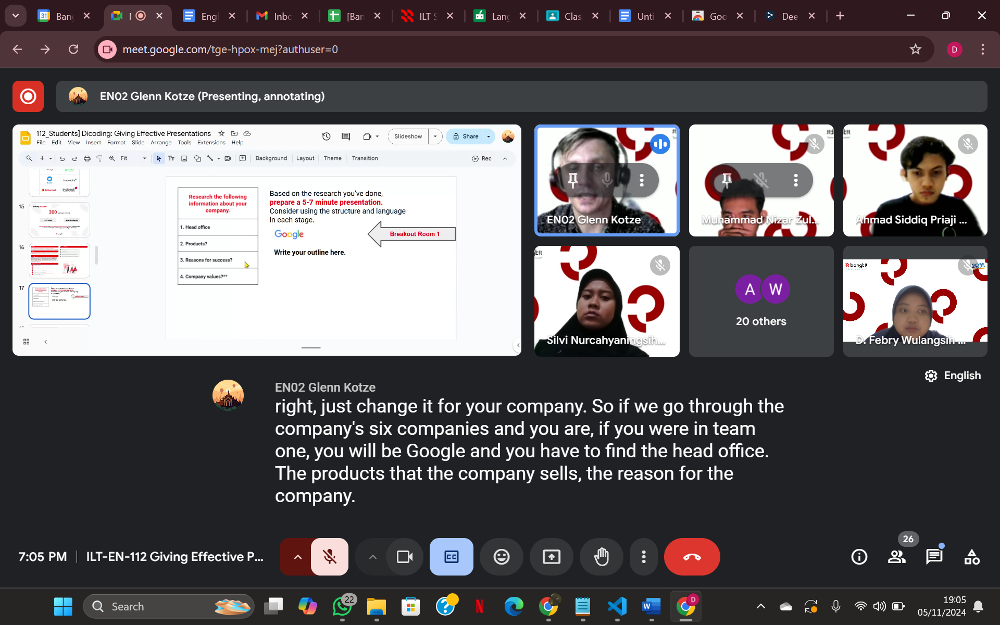 Bang
Engl
Inbo
[Ban
ILT S
Lang
Clas
Unti
Goo
Dee
meet.google.com/tge-hpox-mej?authuser=0
D
EN02 Glenn Kotze (Presenting, annotating)
112_Students] Dicoding: Giving Effective Presentations
File Edit View Insert Format Slide Arrange Tools Extensions Help
Slideshow
Share
Fit
Background
Layout
Theme
Transition
Rec
traveloka
Telkomsel
indosat
15
300
16
17
Research the following
information about your
company.
1. Head office
2. Products?
3. Reasons for success?
4. Company values?**
Based on the research you've done,
prepare a 5-7 minute presentation.
Consider using the structure and language
in each stage.
Google
Breakout Room 1
Write your outline here.
EN02 Glenn Kotze
Muhammad Nizar Zul...
Ahmad Siddiq Priaji ...
Silvi Nurcahyaningsih...
A W
20 others
bangk!t
Kampus
Merdeka
D. Febry Wulangsih ...
English
EN02 Glenn Kotze
right, just change it for your company. So if we go through the
company's six companies and you are, if you were in team
one, you will be Google and you have to find the head office.
The products that the company sells, the reason for the
company.
7:05 PM
ILT-EN-112 Giving Effective P...
CC
26
Search
22
19:05
05/11/2024